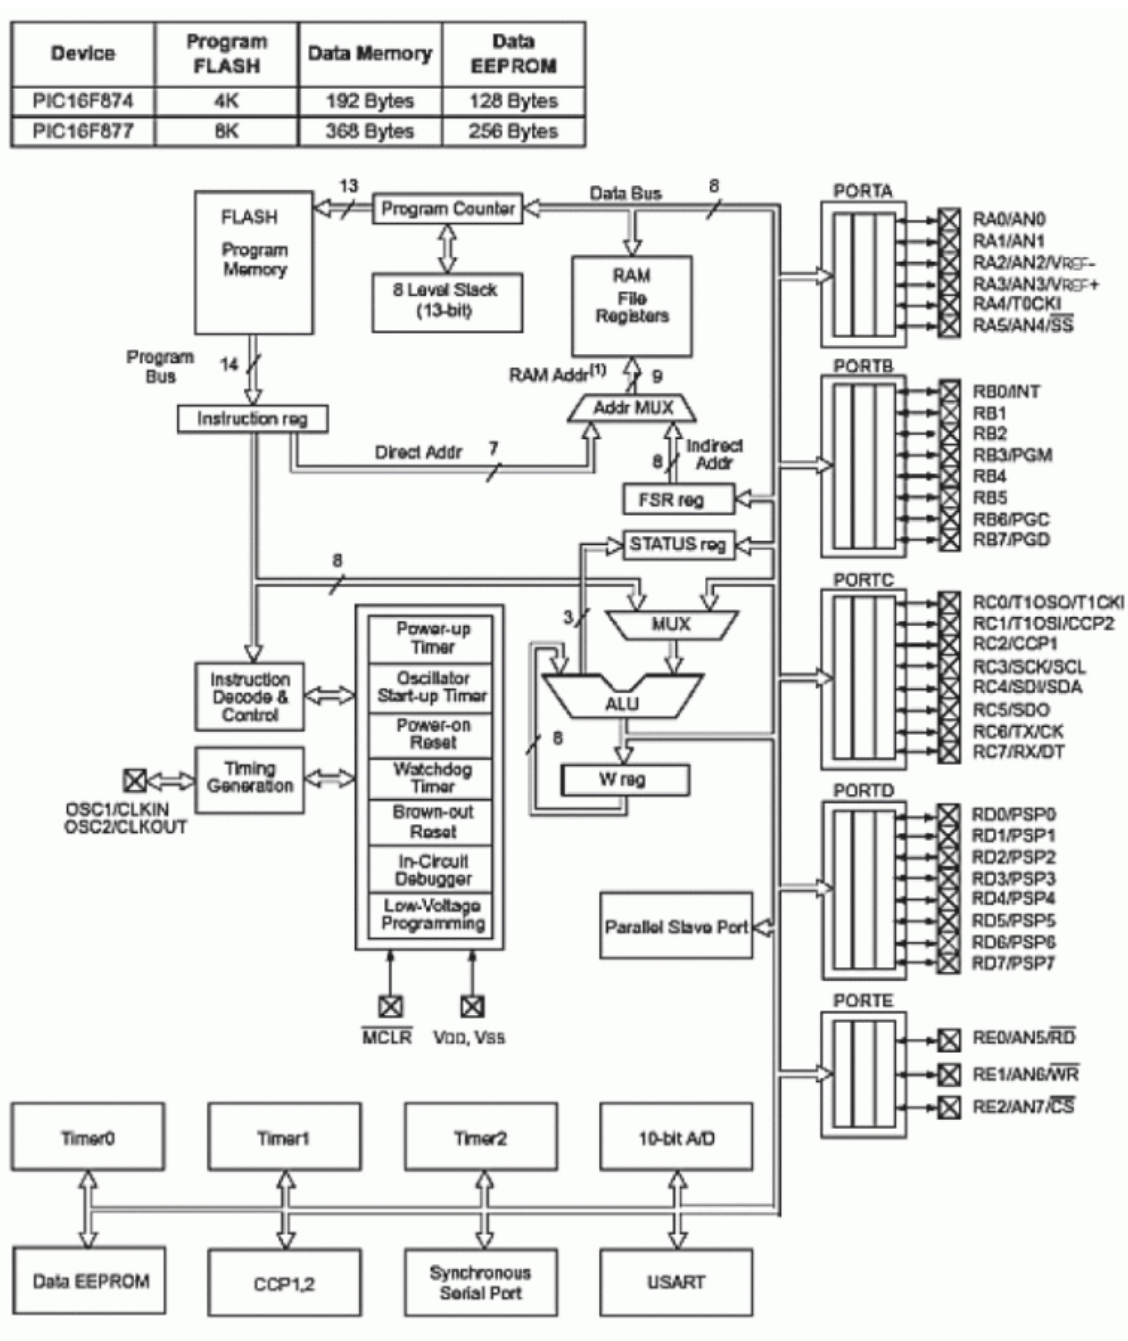 Device Program FLASH Data Memory Data EEPROM
PIC16F874 4K 192 Bytes 128 Bytes
PIC16F877 8K 368 Bytes 256 Bytes
FLASH
Program
Memory
13
Program Counter
8 Level Stack
(13-bit)
Data Bus
8
RAM
File
Registers
Program
Bus
14
Instruction reg
RAM Addr(1)
9
Addr MUX
Direct Addr
7
Indirect
Addr
8
FSR reg
STATUS reg
8
3
MUX
ALU
8
W reg
Power-up
Timer
Oscillator
Start-up Timer
Power-on
Reset
Watchdog
Timer
Brown-out
Reset
In-Circuit
Debugger
Low-Voltage
Programming
Instruction
Decode &
Control
Timing
Generation
OSC1/CLKIN
OSC2/CLKOUT
MCLR
VDD, VSS
Parallel Slave Port
PORTA
RA0/AN0
RA1/AN1
RA2/AN2/VREF-
RA3/AN3/VREF+
RA4/T0CKI
RA5/AN4/SS
PORTB
RB0/INT
RB1
RB2
RB3/PGM
RB4
RB5
RB6/PGC
RB7/PGD
PORTC
RC0/T1OSO/T1CKI
RC1/T1OSI/CCP2
RC2/CCP1
RC3/SCK/SCL
RC4/SDI/SDA
RC5/SDO
RC6/TX/CK
RC7/RX/DT
PORTD
RD0/PSP0
RD1/PSP1
RD2/PSP2
RD3/PSP3
RD4/PSP4
RD5/PSP5
RD6/PSP6
RD7/PSP7
PORTE
RE0/AN5/RD
RE1/AN6/WR
RE2/AN7/CS
Timer0
Timer1
Timer2
10-bit A/D
Data EEPROM
CCP1,2
Synchronous
Serial Port
USART